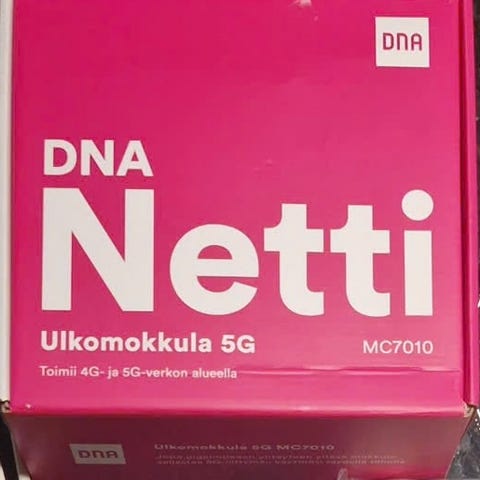 DNA
DNA
Netti
Ulkomokkula 5G
MC7010
Toimii 4G- ja 5G-verkon alueella
DNA
Ulkomokkula 5G MC7010